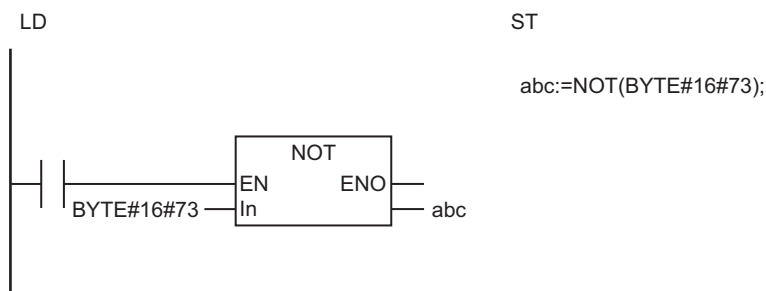 LD
ST
abc:=NOT(BYTE#16#73);
NOT
EN ENO
BYTE#16#73 In abc